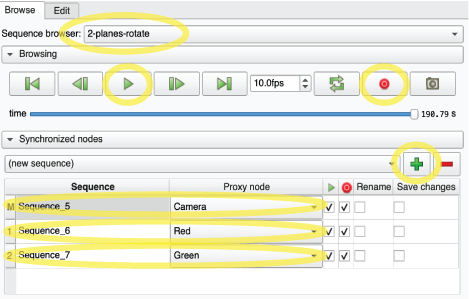 Browse Edit
Sequence browser: 2-planes-rotate
Browsing
10.0fps
time 190.79 s
Synchronized nodes
(new sequence)
Sequence Proxy node Rename Save changes
M Sequence_5 Camera
1 Sequence_6 Red
2 Sequence_7 Green